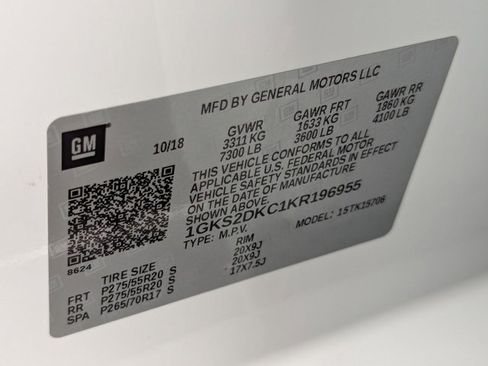 MFD BY GENERAL MOTORS LLC
GM
10/18
GVWR GAWR FRT GAWR RR
3311 KG 1633 KG 1860 KG
7300 LB 3600 LB 4100 LB
THIS VEHICLE CONFORMS TO ALL
APPLICABLE U.S. FEDERAL MOTOR
VEHICLE SAFETY STANDARDS IN EFFECT
ON THE DATE OF MANUFACTURE
SHOWN ABOVE.
1GKS2DKC1KR196955
TYPE: M.P.V. MODEL: 15TK15706
8624
TIRE SIZE RIM
FRT P275/55R20 S 20X9J
RR P275/55R20 S 20X9J
SPA P265/70R17 S 17X7.5J